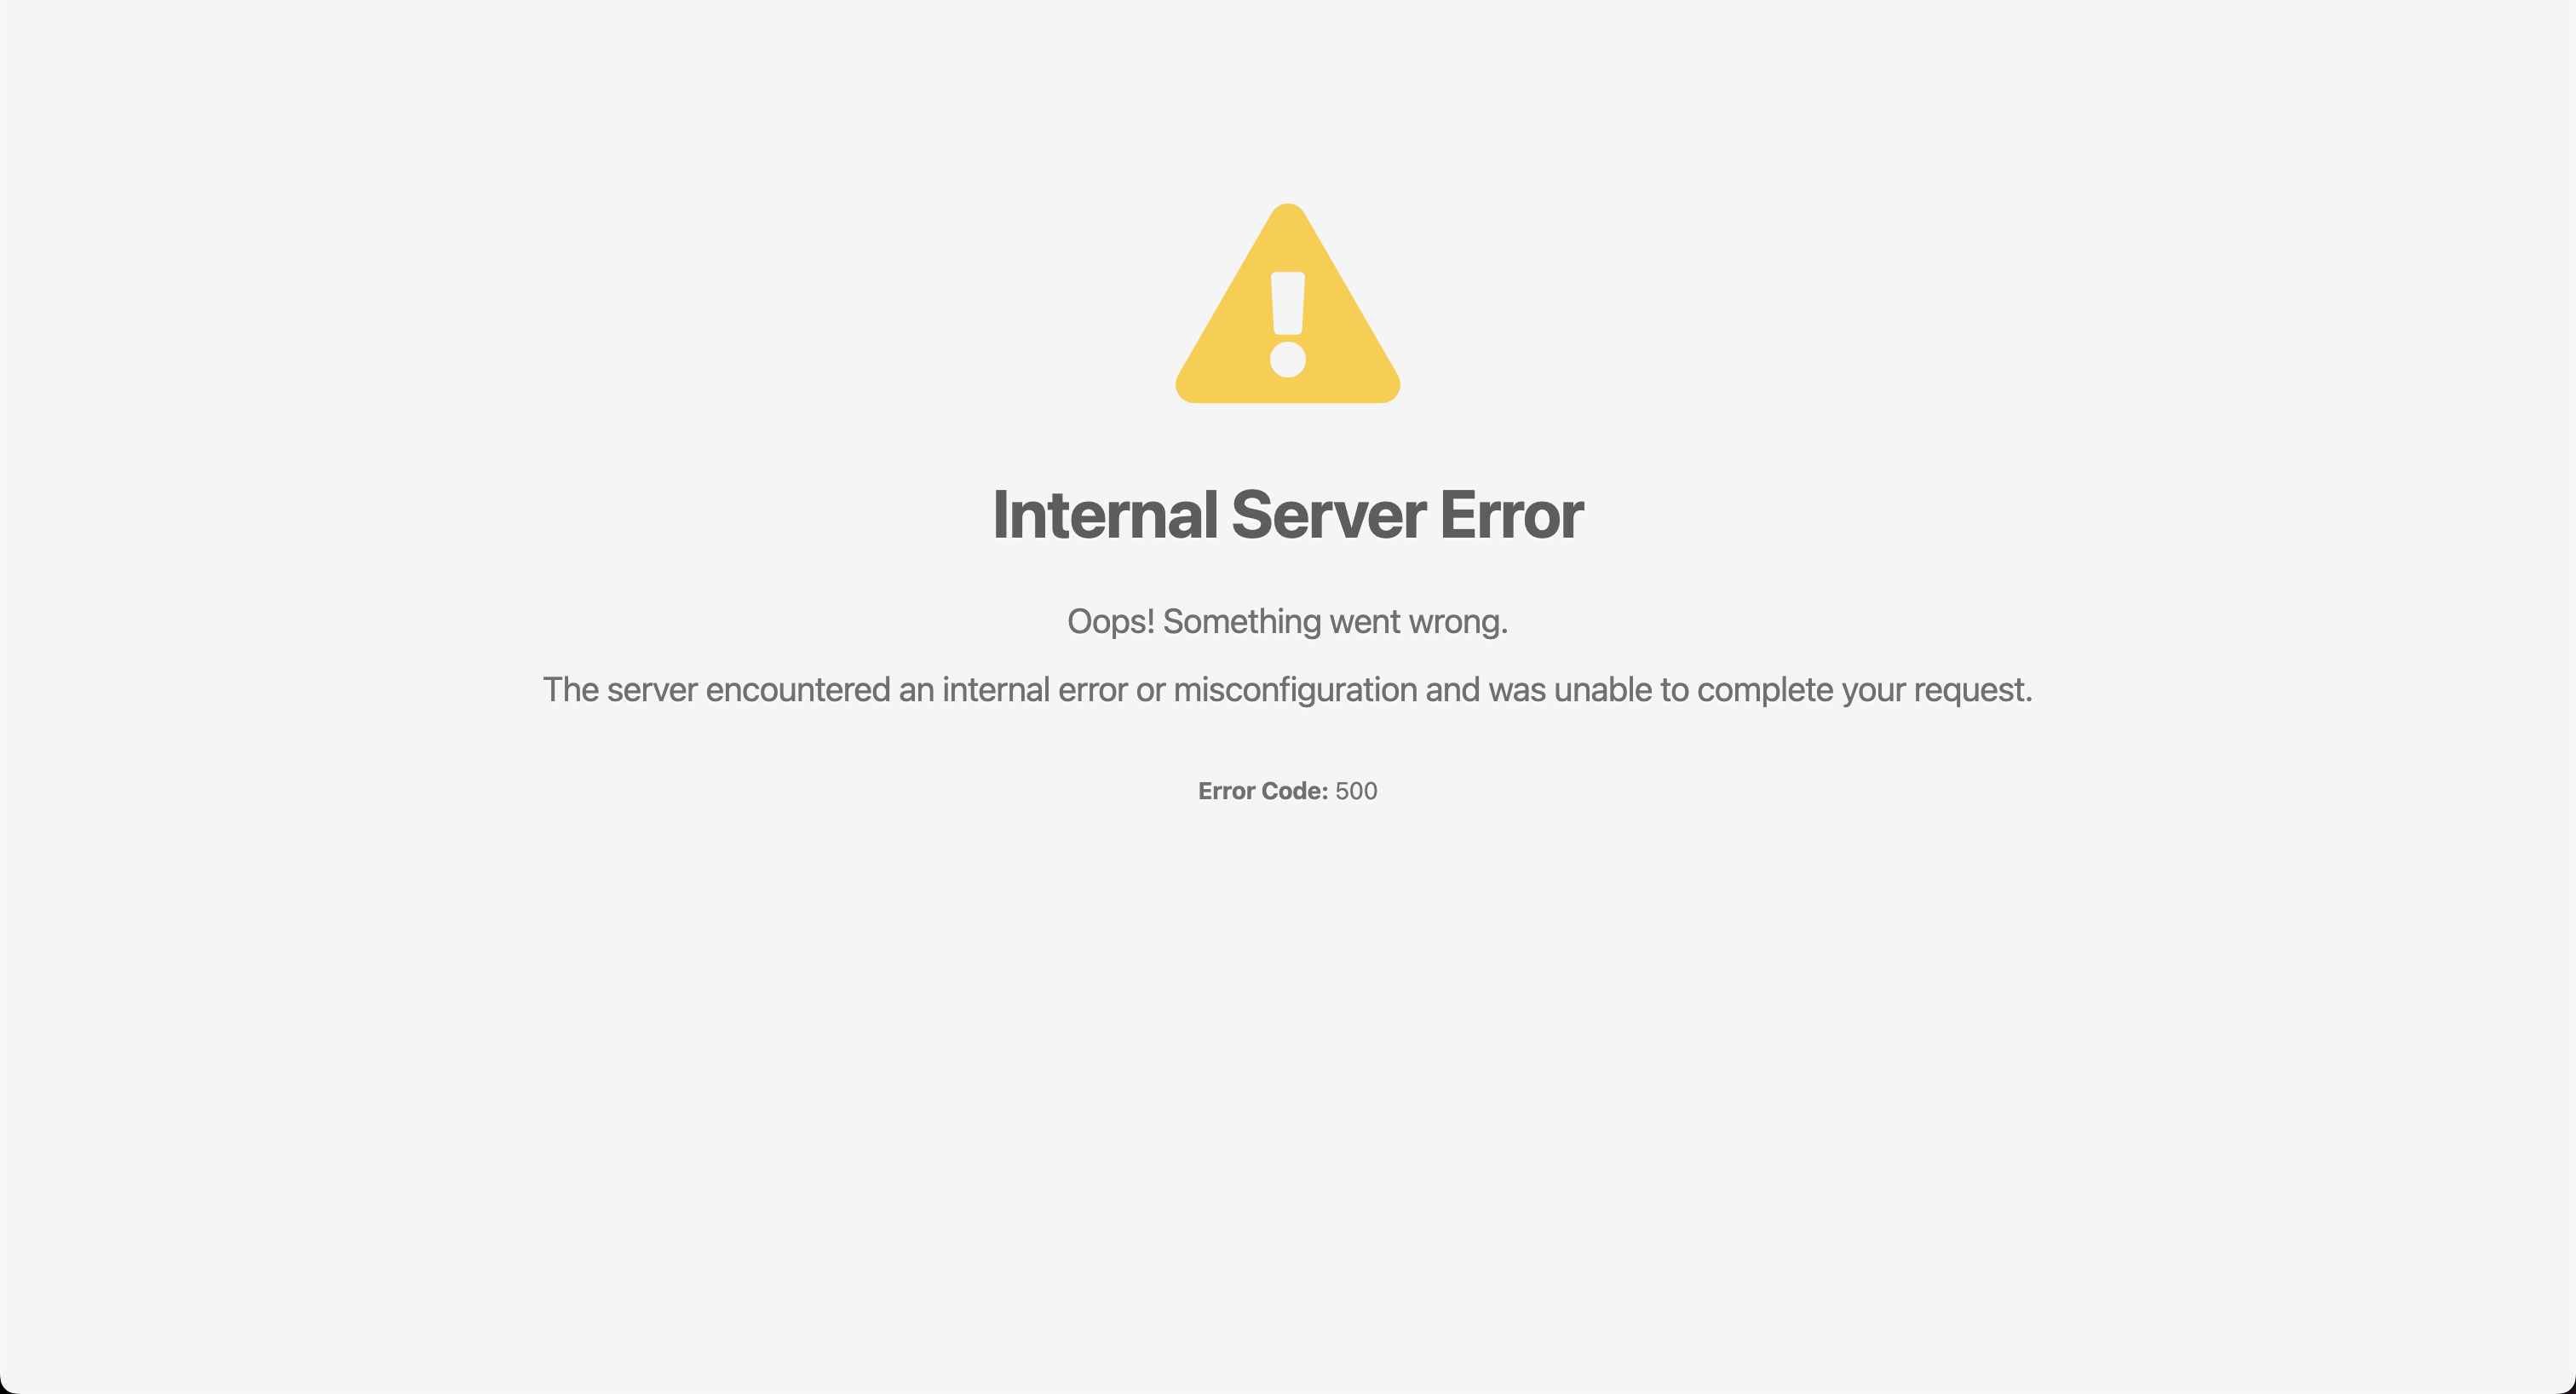 Internal Server Error
Oops! Something went wrong.
The server encountered an internal error or misconfiguration and was unable to complete your request.
Error Code: 500